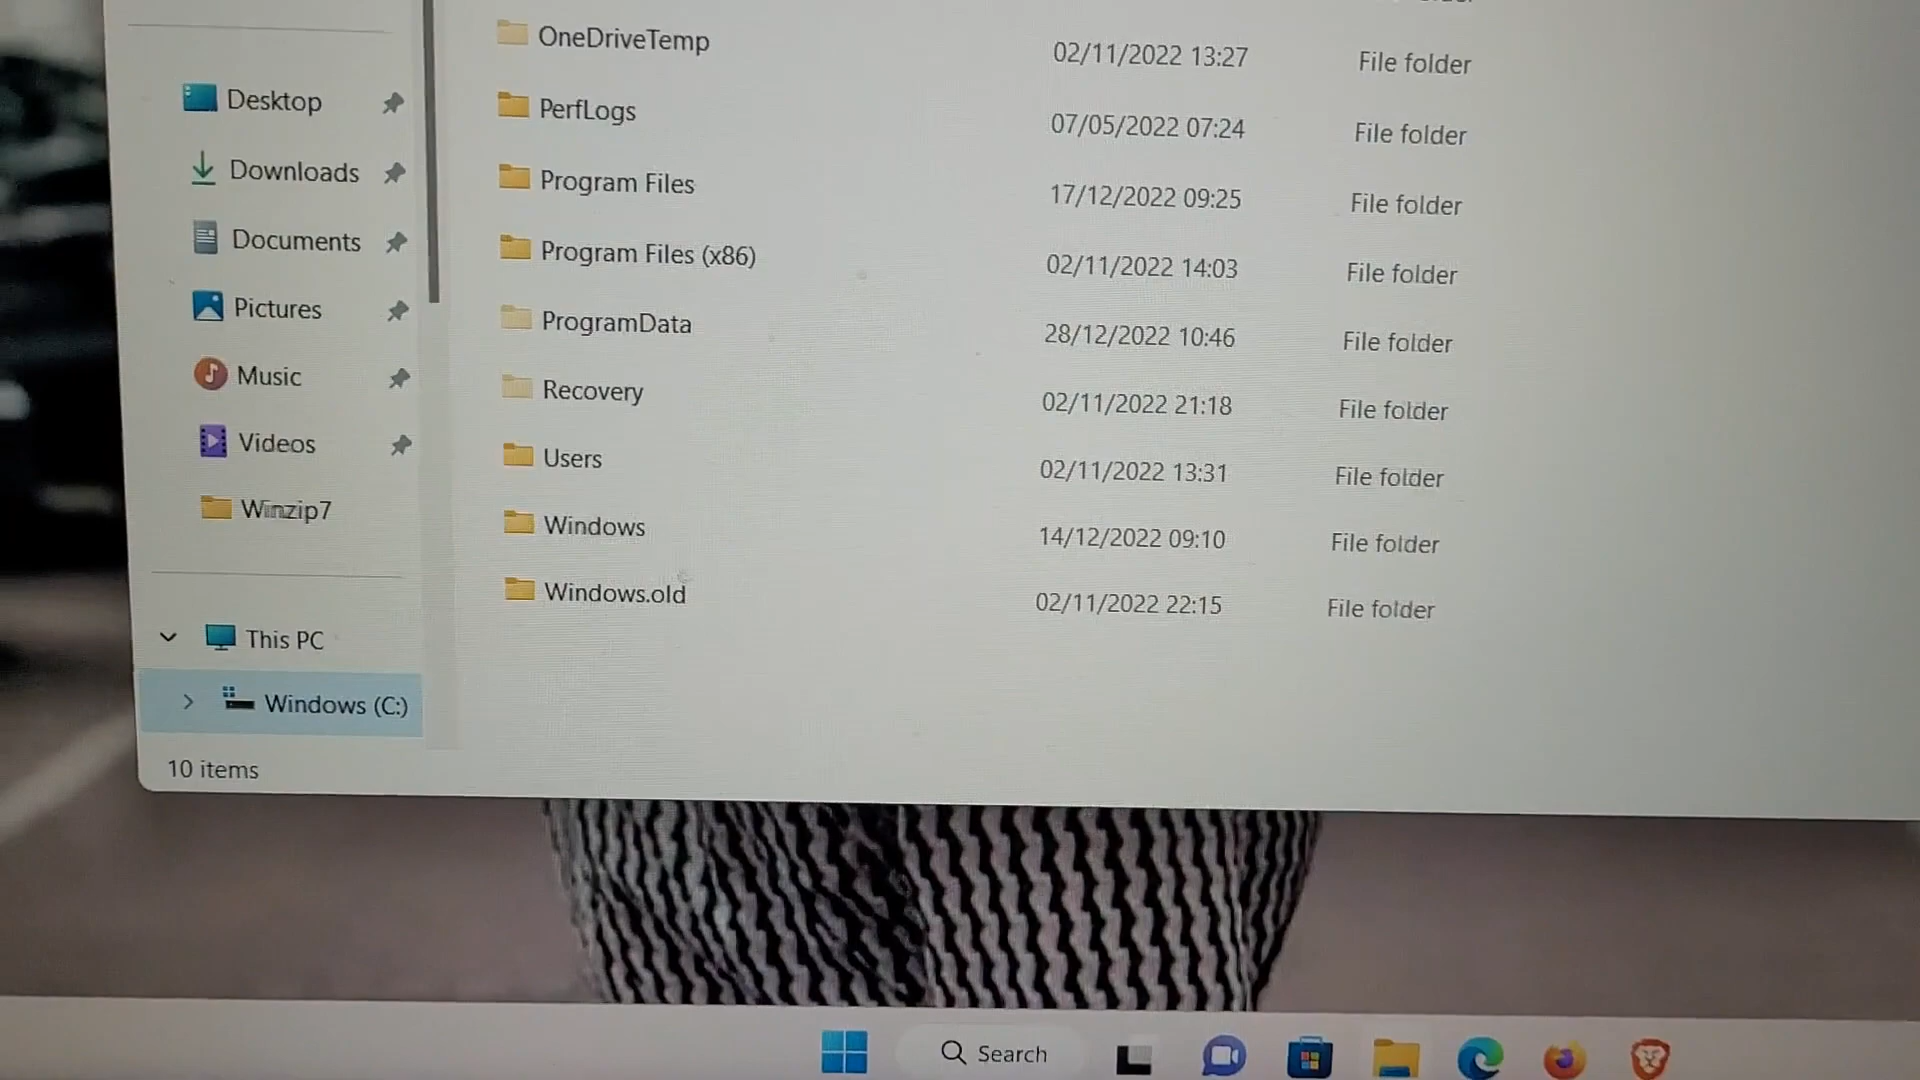 OneDriveTemp 02/11/2022 13:27 File folder
Desktop
PerfLogs 07/05/2022 07:24 File folder
Downloads
Program Files 17/12/2022 09:25 File folder
Documents
Program Files (x86) 02/11/2022 14:03 File folder
Pictures
ProgramData 28/12/2022 10:46 File folder
Music
Recovery 02/11/2022 21:18 File folder
Videos
Users 02/11/2022 13:31 File folder
Winzip7
Windows 14/12/2022 09:10 File folder
Windows.old 02/11/2022 22:15 File folder
This PC
Windows (C:)
10 items
Search